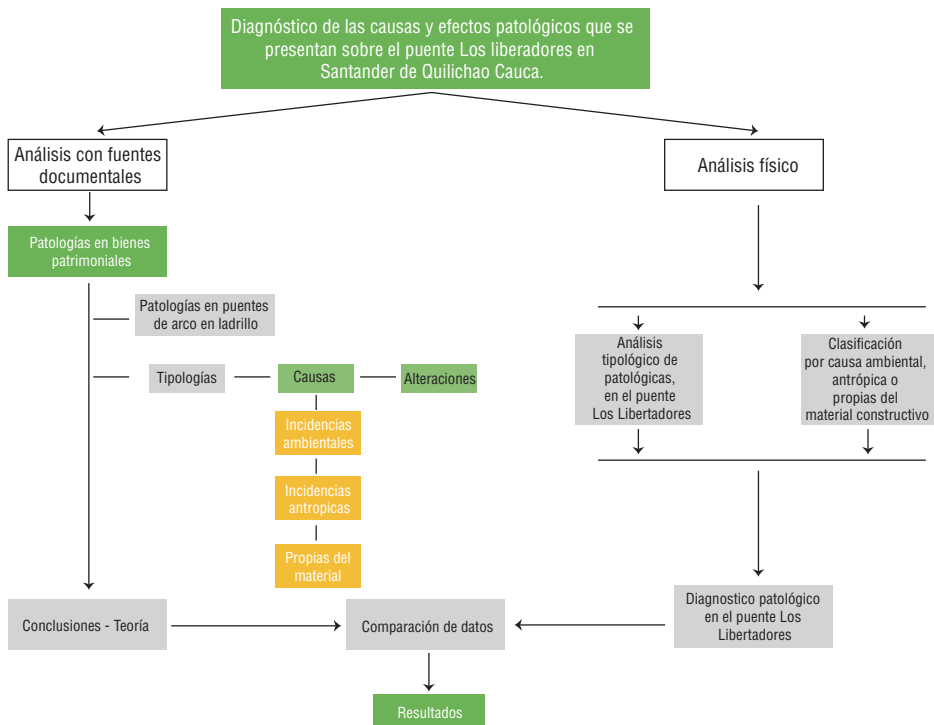 Diagnóstico de las causas y efectos patológicos que se
presentan sobre el puente Los liberadores en
Santander de Quilichao Cauca.
Análisis con fuentes
documentales
Análisis físico
Patologías en bienes
patrimoniales
Patologías en puentes
de arco en ladrillo
Tipologías
Causas
Alteraciones
Incidencias
ambientales
Incidencias
antropicas
Propias del
material
Análisis
tipológico de
patológicas,
en el puente
Los Libertadores
Clasificación
por causa ambiental,
antrópica o
propias del
material constructivo
Conclusiones - Teoría
Comparación de datos
Diagnostico patológico
en el puente Los
Libertadores
Resultados